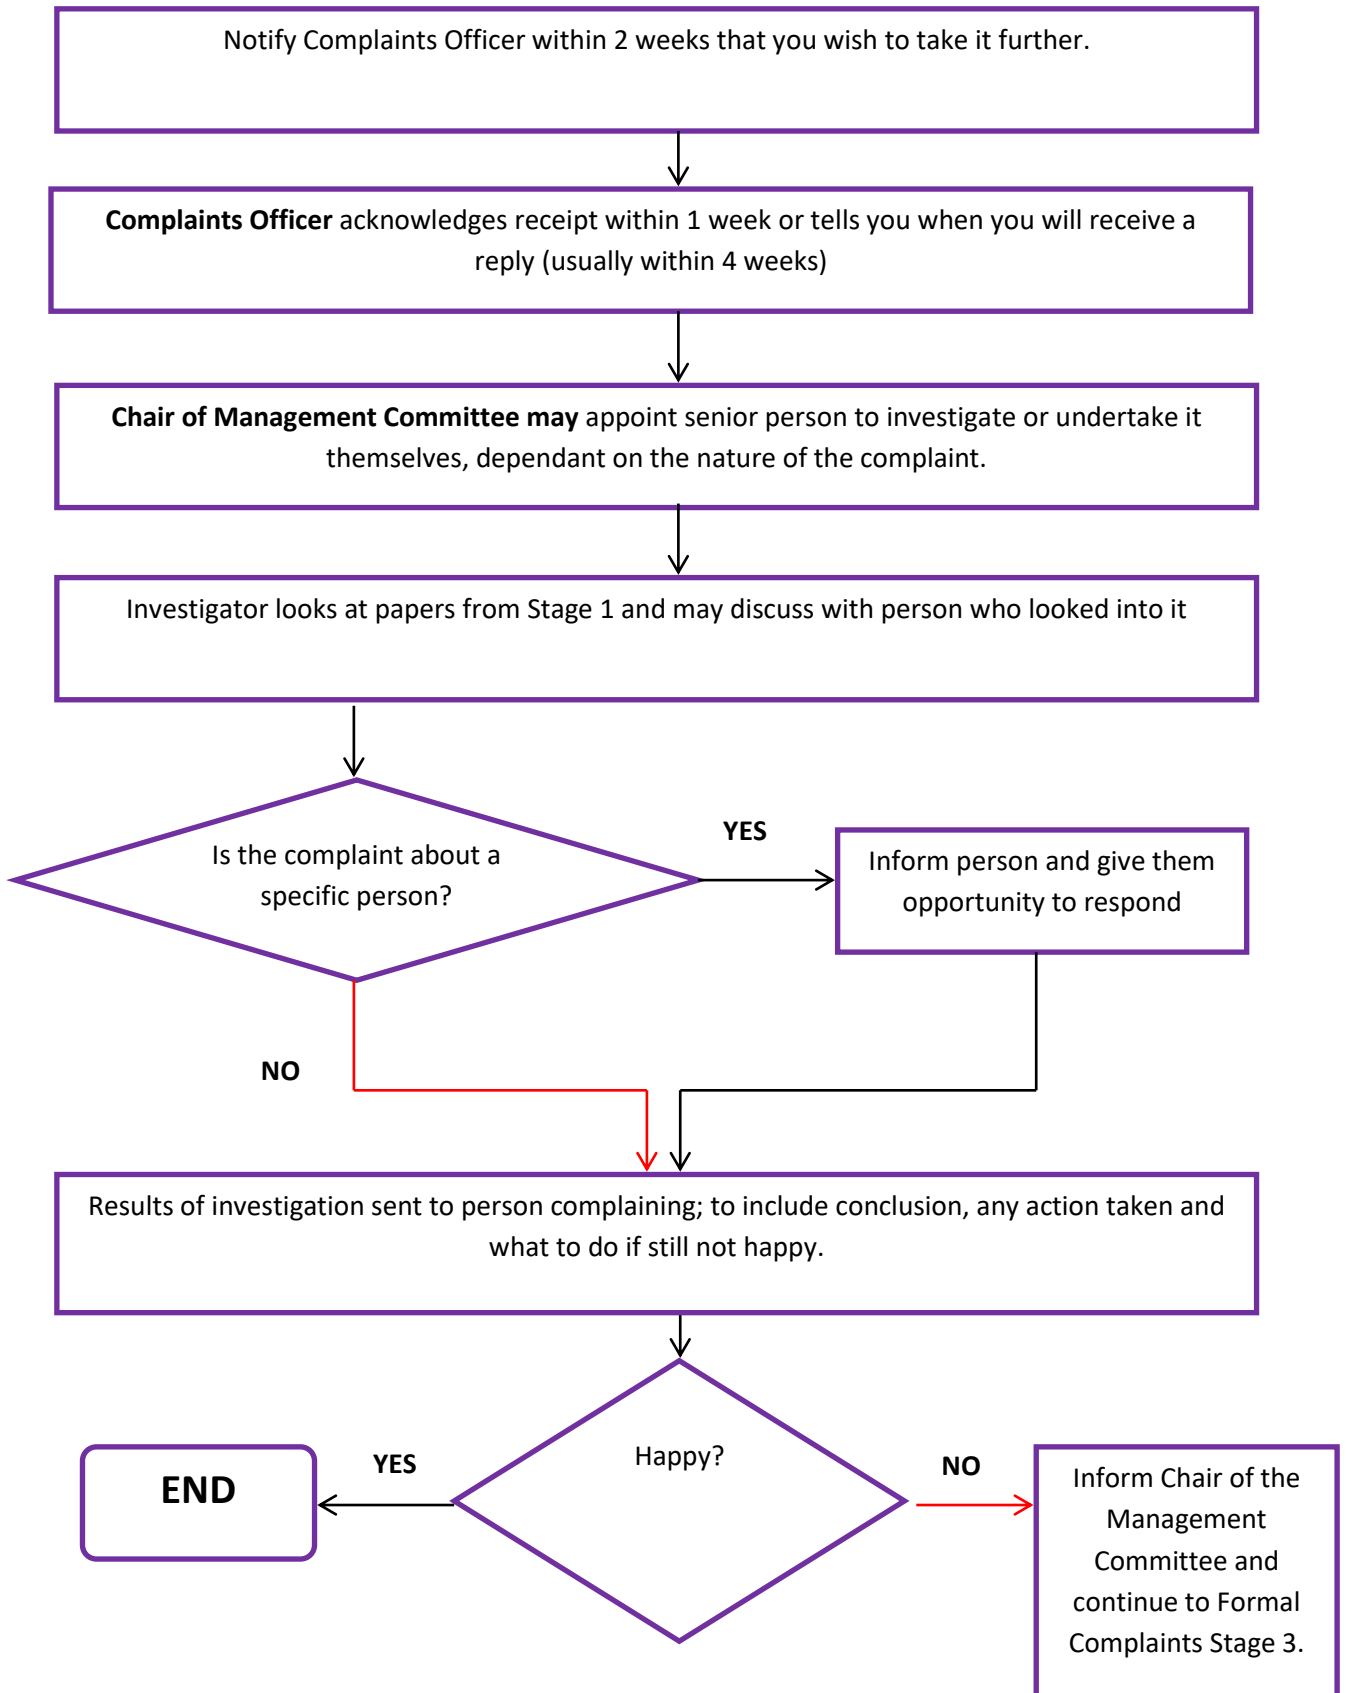 Notify Complaints Officer within 2 weeks that you wish to take it further.
Complaints Officer acknowledges receipt within 1 week or tells you when you will receive a
reply (usually within 4 weeks)
Chair of Management Committee may appoint senior person to investigate or undertake it
themselves, dependant on the nature of the complaint.
Investigator looks at papers from Stage 1 and may discuss with person who looked into it
Is the complaint about a
specific person?
YES
Inform person and give them
opportunity to respond
NO
Results of investigation sent to person complaining; to include conclusion, any action taken and
what to do if still not happy.
Happy?
YES
END
NO
Inform Chair of the
Management
Committee and
continue to Formal
Complaints Stage 3.